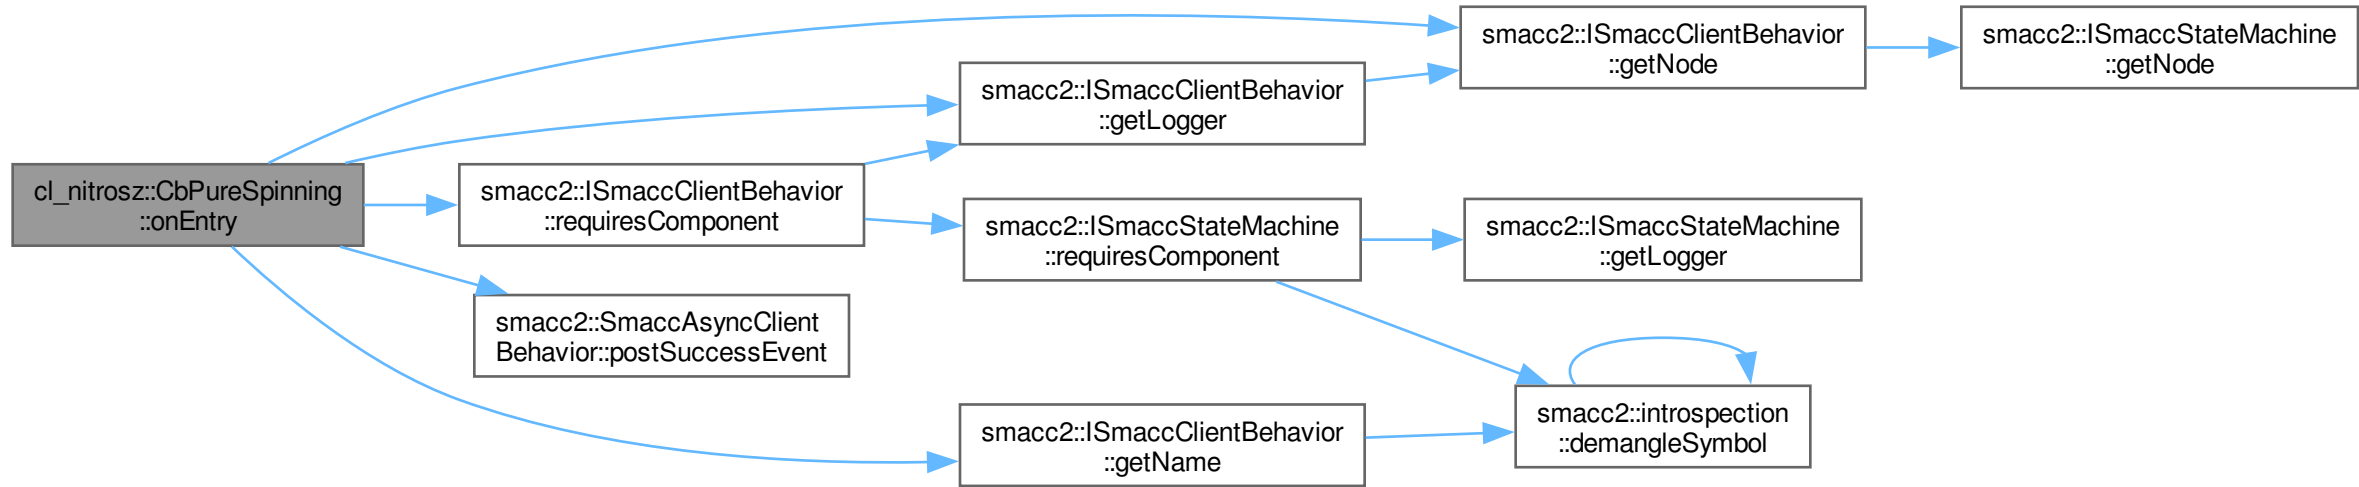 cl_nitrosz::CbPureSpinning
::onEntry
smacc2::ISmaccClientBehavior
::getNode
smacc2::ISmaccStateMachine
::getNode
smacc2::ISmaccClientBehavior
::getLogger
smacc2::ISmaccClientBehavior
::requiresComponent
smacc2::ISmaccStateMachine
::requiresComponent
smacc2::ISmaccStateMachine
::getLogger
smacc2::SmaccAsyncClient
Behavior::postSuccessEvent
smacc2::ISmaccClientBehavior
::getName
smacc2::introspection
::demangleSymbol